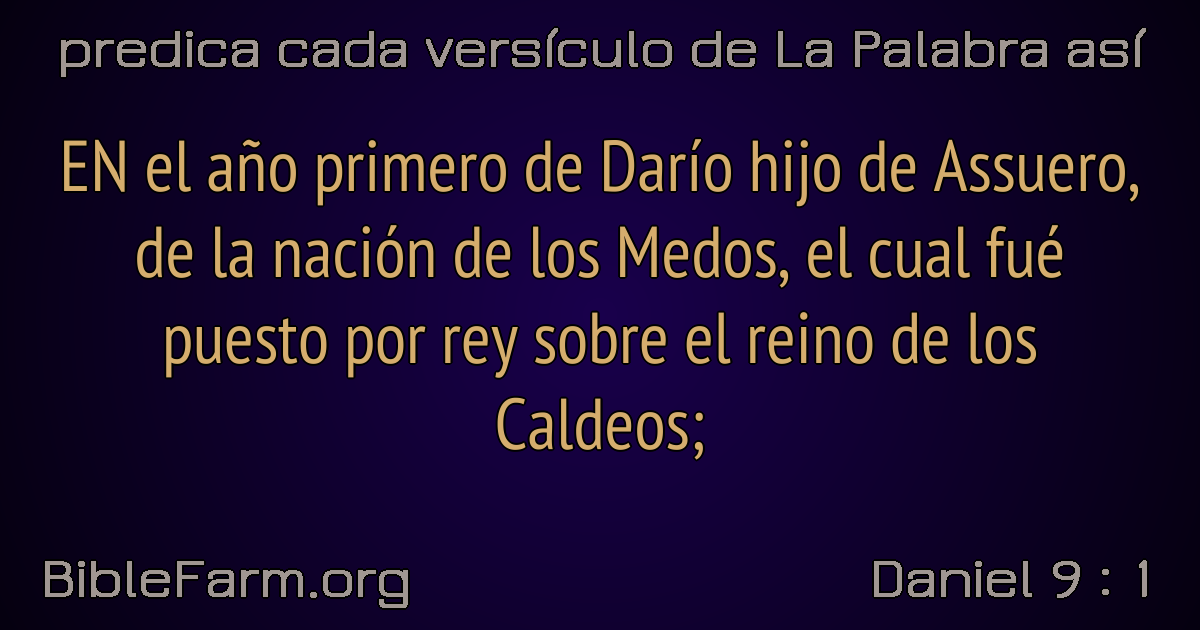 predica cada versículo de La Palabra así
EN el año primero de Darío hijo de Assuero,
de la nación de los Medos, el cual fué
puesto por rey sobre el reino de los
Caldeos;
BibleFarm.org
Daniel 9 : 1